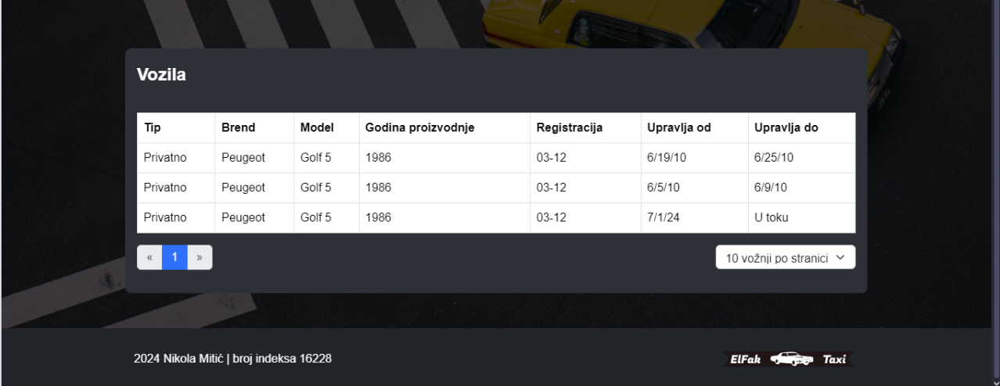 Vozila
Tip Brend Model Godina proizvodnje Registracija Upravlja od Upravlja do
Privatno Peugeot Golf 5 1986 03-12 6/19/10 6/25/10
Privatno Peugeot Golf 5 1986 03-12 6/5/10 6/9/10
Privatno Peugeot Golf 5 1986 03-12 7/1/24 U toku
« 1 » 10 vožnji po stranici
2024 Nikola Mitić | broj indeksa 16228 ElFak Taxi